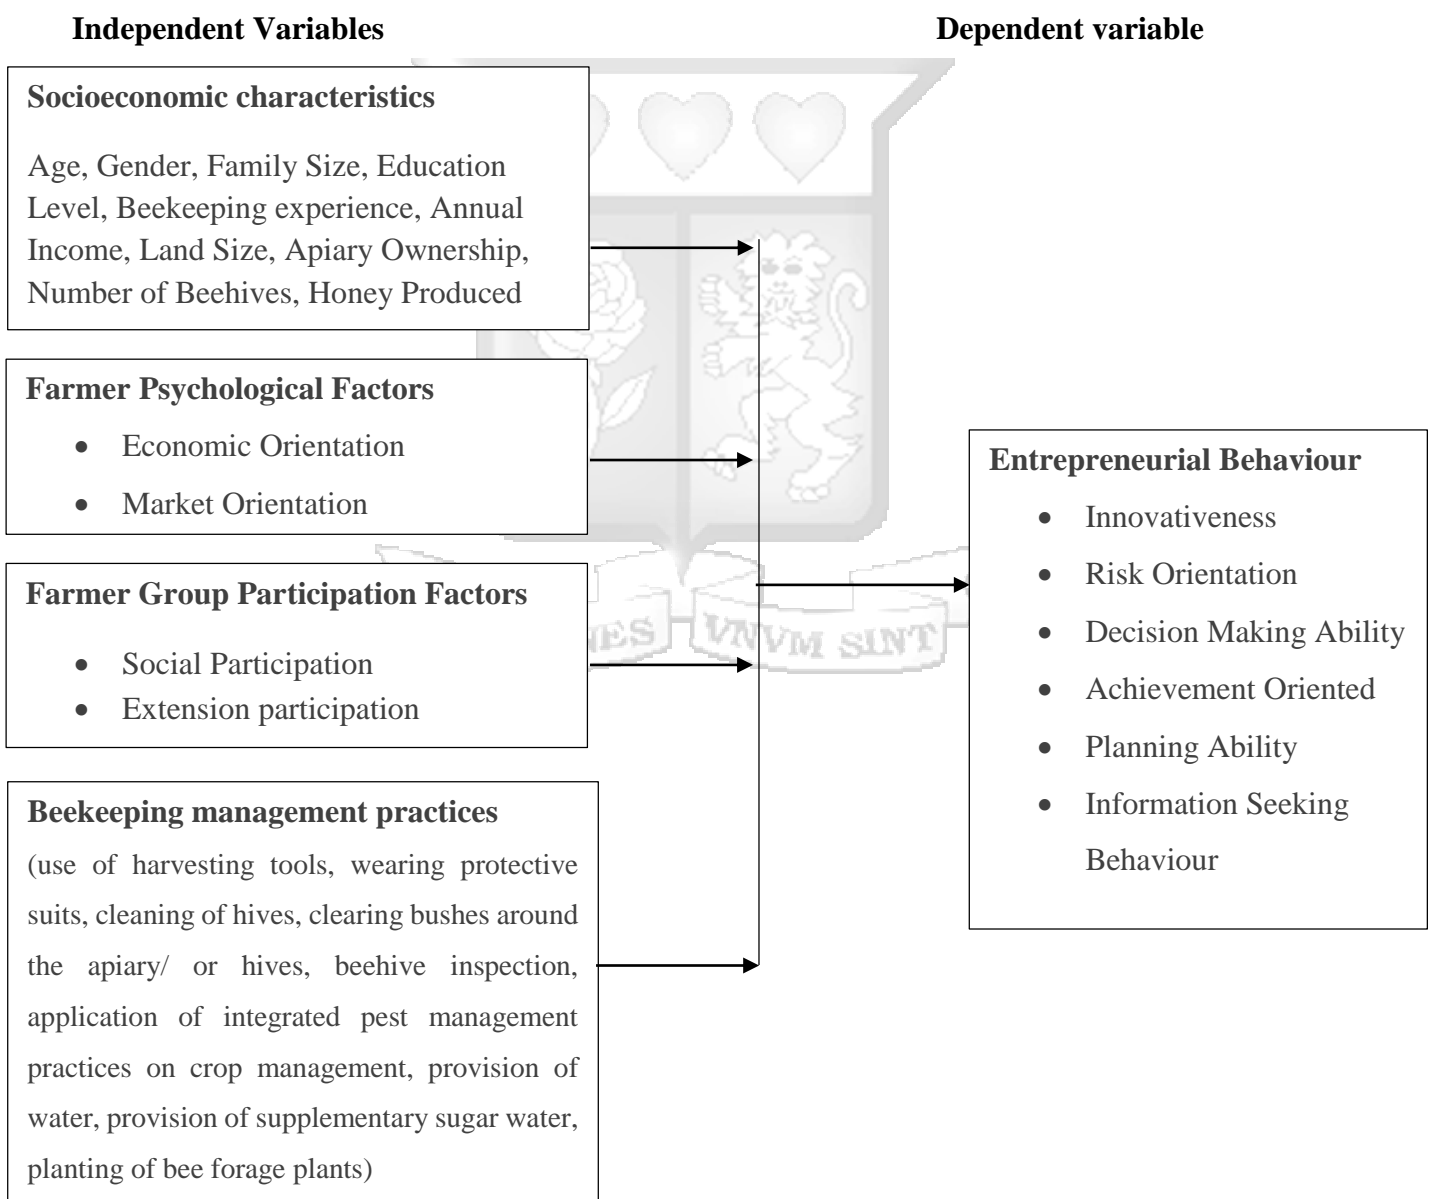 Independent Variables
Dependent variable
Socioeconomic characteristics
Age, Gender, Family Size, Education
Level, Beekeeping experience, Annual
Income, Land Size, Apiary Ownership,
Number of Beehives, Honey Produced
Farmer Psychological Factors
• Economic Orientation
• Market Orientation
Farmer Group Participation Factors
• Social Participation
• Extension participation
Beekeeping management practices
(use of harvesting tools, wearing protective
suits, cleaning of hives, clearing bushes around
the apiary/ or hives, beehive inspection,
application of integrated pest management
practices on crop management, provision of
water, provision of supplementary sugar water,
planting of bee forage plants)
Entrepreneurial Behaviour
• Innovativeness
• Risk Orientation
• Decision Making Ability
• Achievement Oriented
• Planning Ability
• Information Seeking
Behaviour
VNVM SINT